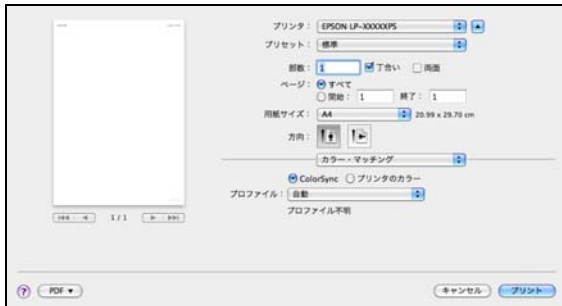 プリンタ： EPSON LP-XXXXXPS
プリセット： 標準
部数： 1 丁合い 両面
ページ： すべて
開始： 1 終了： 1
用紙サイズ： A4 20.99 x 29.70 cm
方向：
カラー・マッチング
ColorSync プリンタのカラー
プロファイル： 自動
プロファイル不明
1 / 1
? PDF ▼ キャンセル プリント